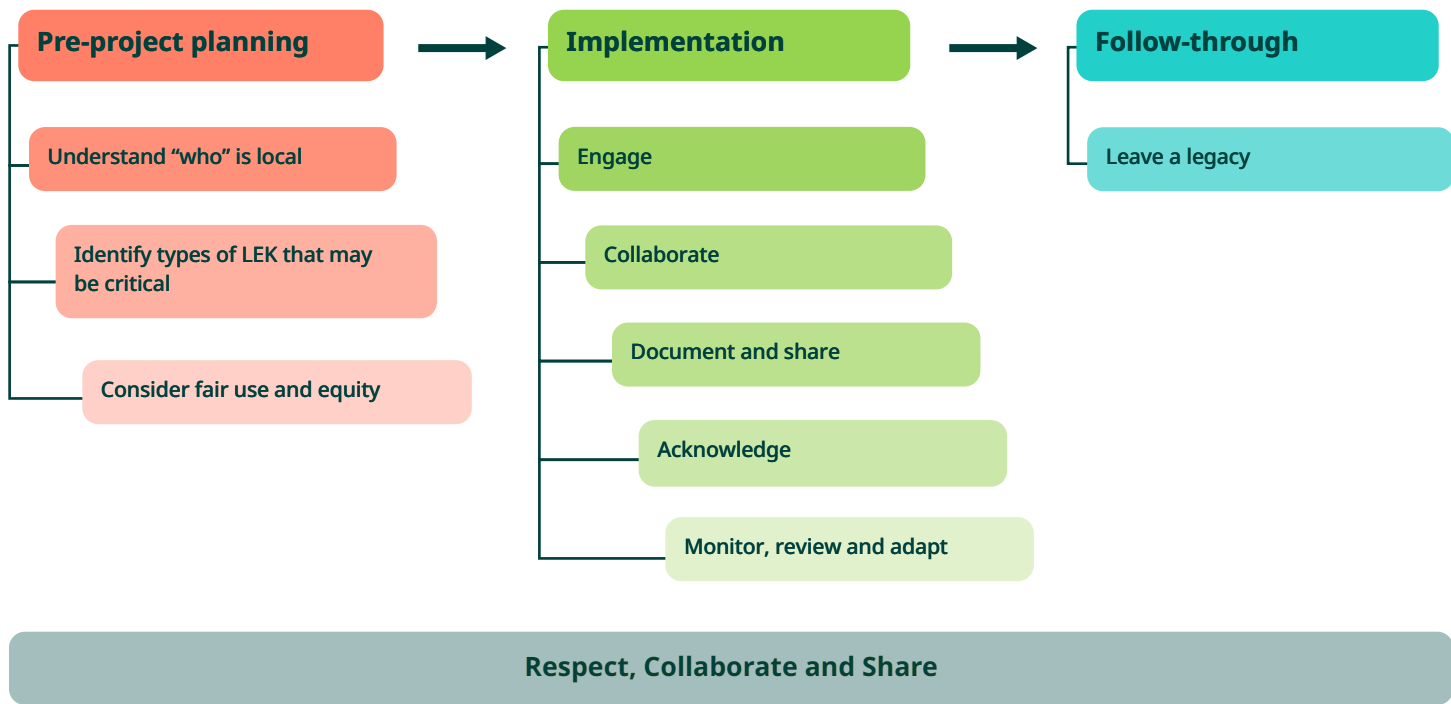 Pre-project planning
Understand “who” is local
Identify types of LEK that may
be critical
Consider fair use and equity
Implementation
Engage
Collaborate
Document and share
Acknowledge
Monitor, review and adapt
Follow-through
Leave a legacy
Respect, Collaborate and Share